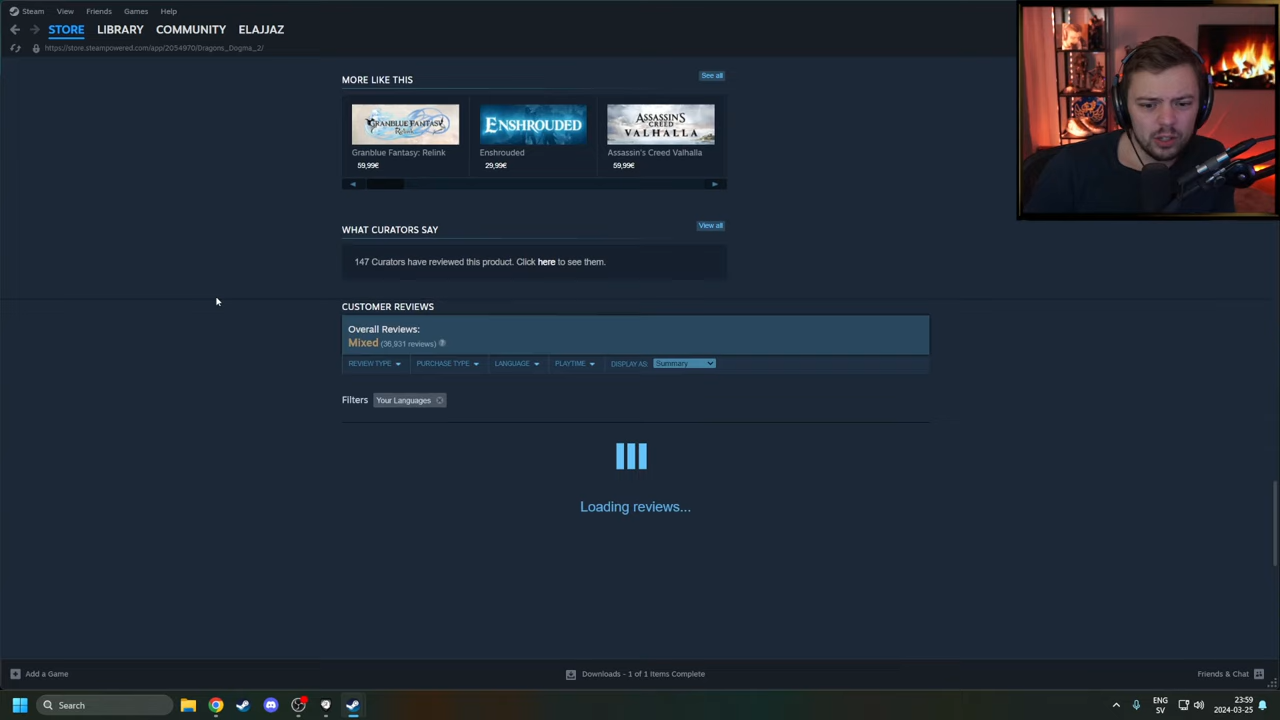 Steam View Friends Games Help
STORE LIBRARY COMMUNITY ELAJJAZ
https://store.steampowered.com/app/2054970/Dragons_Dogma_2/
MORE LIKE THIS
See all
GRANBLUE FANTASY Relink
ENSHROUDED
ASSASSIN'S CREED VALHALLA
Granblue Fantasy: Relink
Enshrouded
Assassin's Creed Valhalla
59,99€
29,99€
59,99€
WHAT CURATORS SAY
View all
147 Curators have reviewed this product. Click here to see them.
CUSTOMER REVIEWS
Overall Reviews:
Mixed (36,931 reviews) ?
REVIEW TYPE PURCHASE TYPE LANGUAGE PLAYTIME DISPLAY AS: Summary
Filters Your Languages
Loading reviews...
Add a Game
Downloads - 1 of 1 Items Complete
Friends & Chat
Search
ENG
SV
23:59
2024-03-25